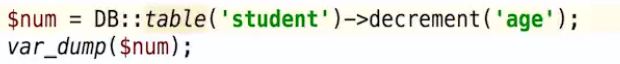 $num = DB::table('student')->decrement('age');
var_dump($num);